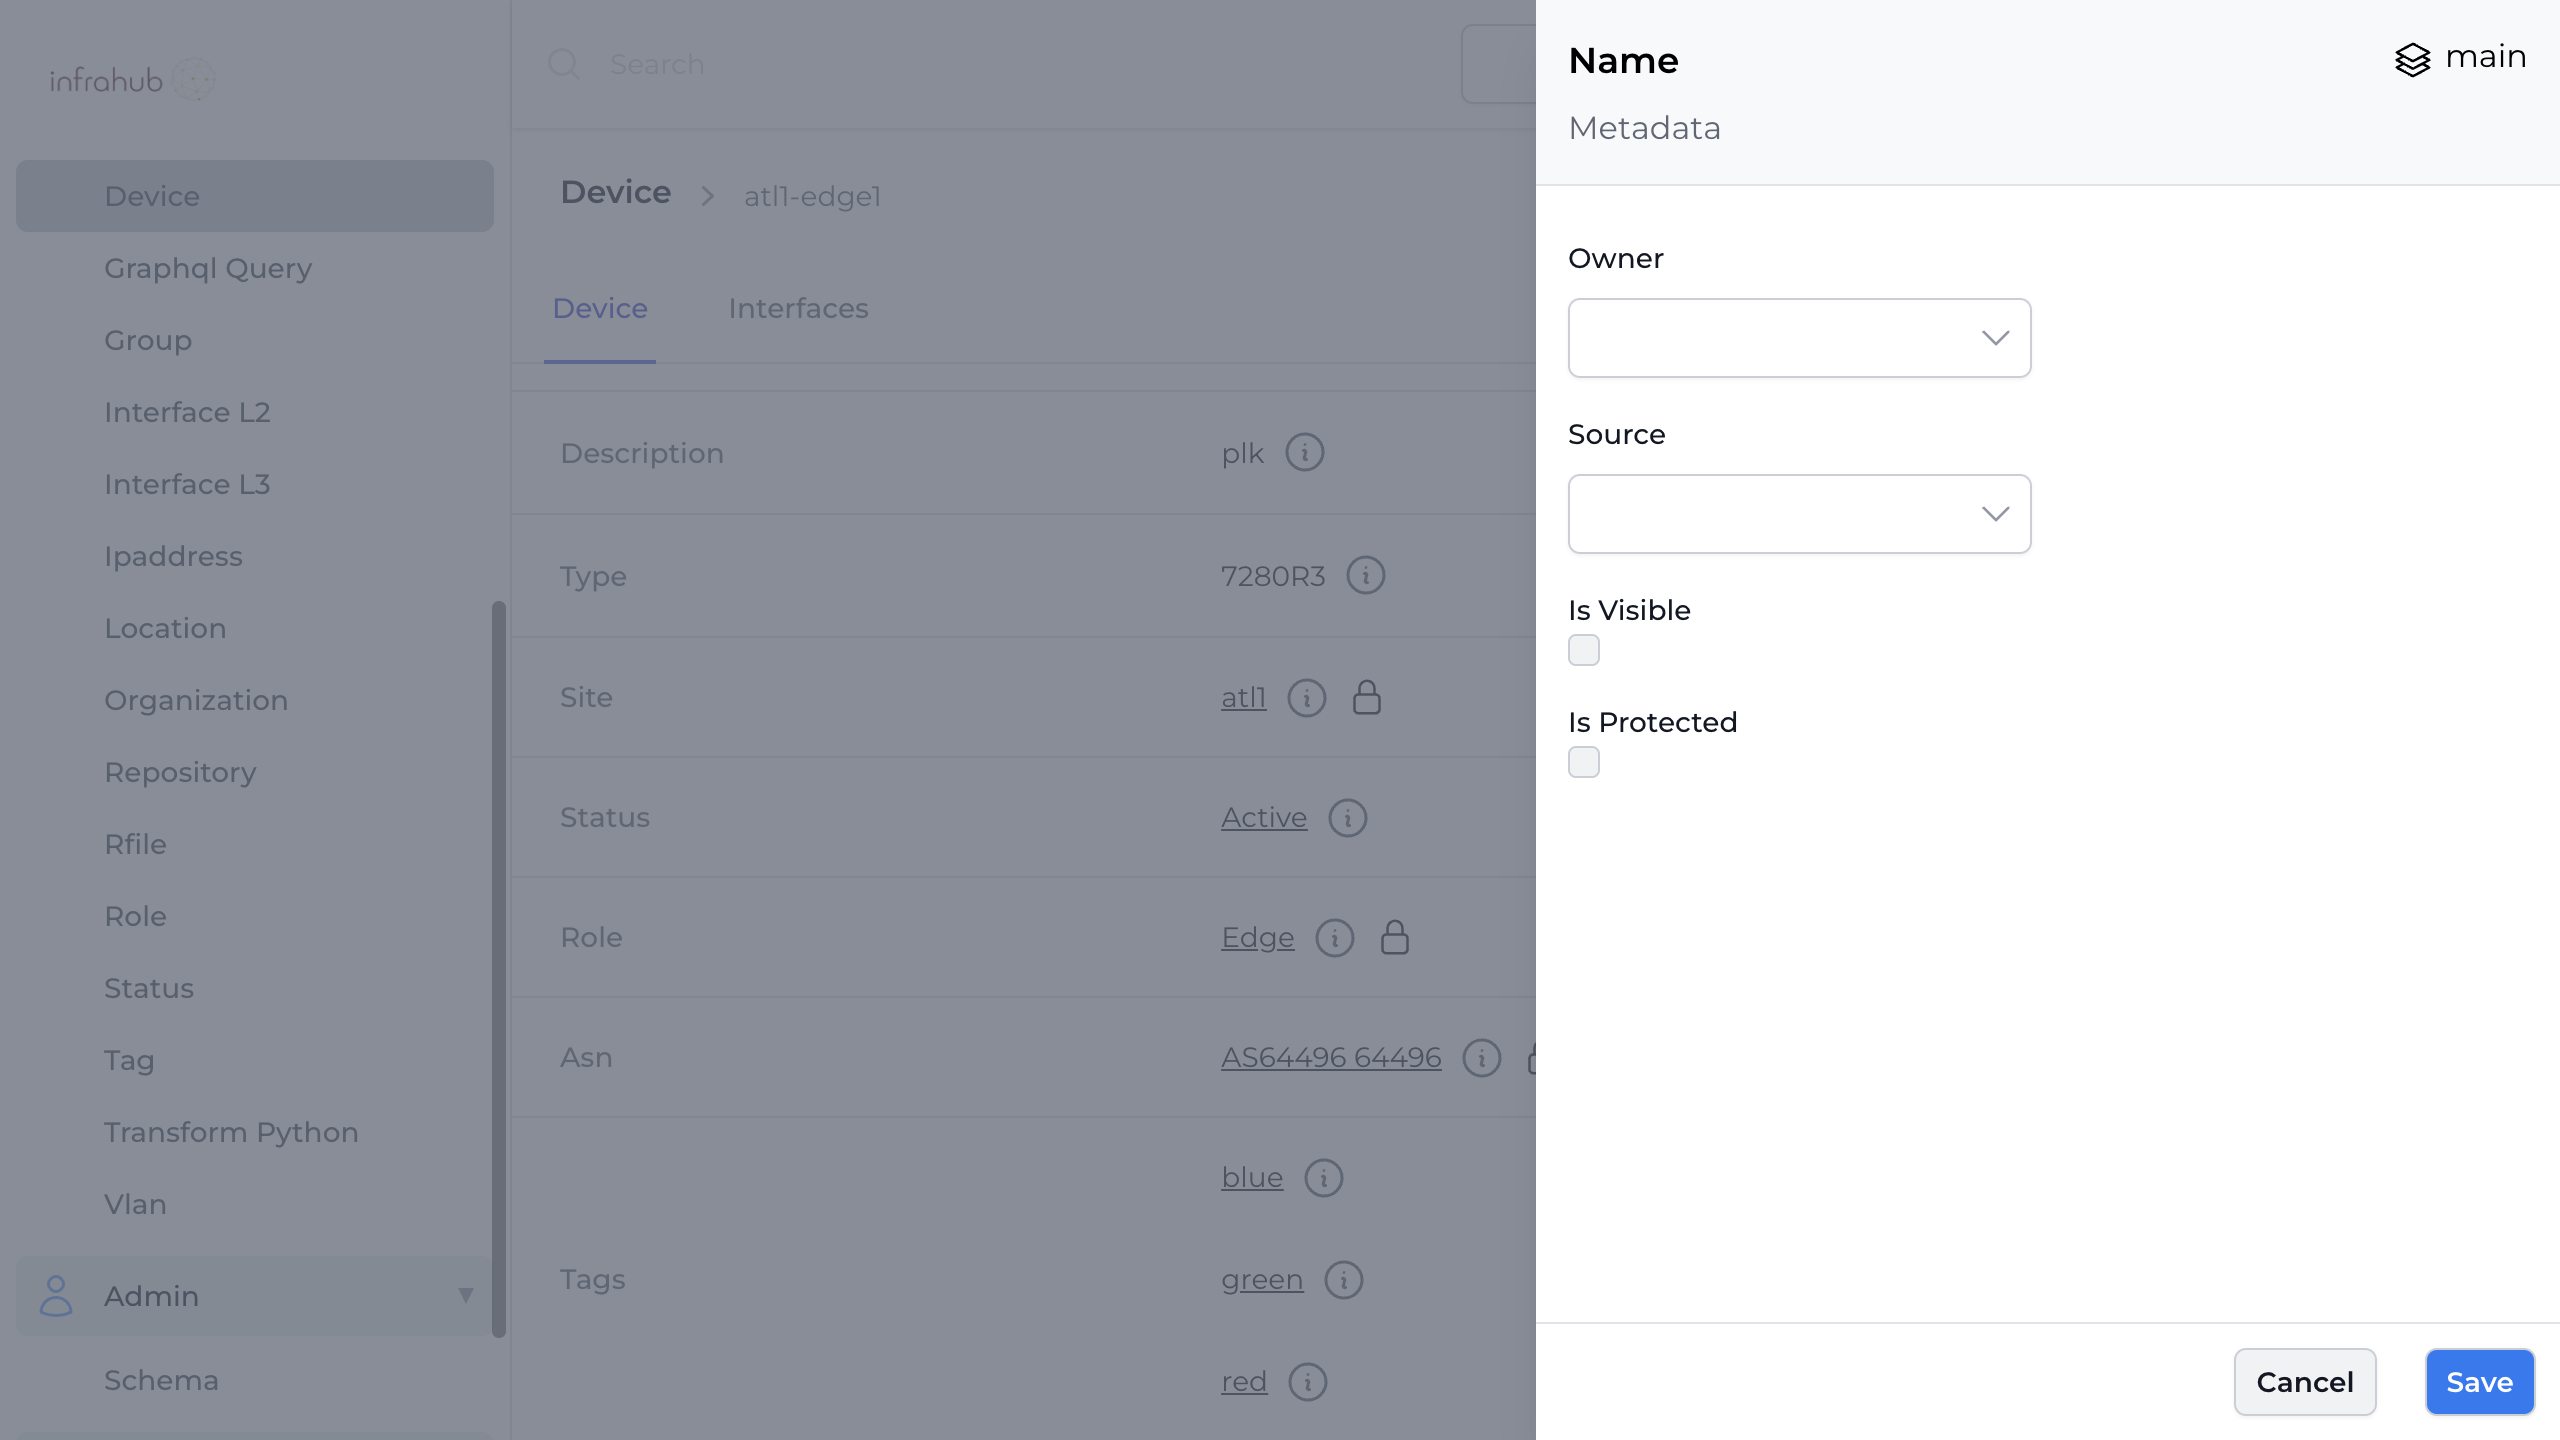 infrahub
Device
Graphql Query
Group
Interface L2
Interface L3
Ipaddress
Location
Organization
Repository
Rfile
Role
Status
Tag
Transform Python
Vlan
Admin
Schema
Search
Device > atl1-edge1
Device Interfaces
Description plk
Type 7280R3
Site atl1
Status Active
Role Edge
Asn AS64496 64496
blue
Tags green
red
Name main
Metadata
Owner
Source
Is Visible
Is Protected
Cancel Save